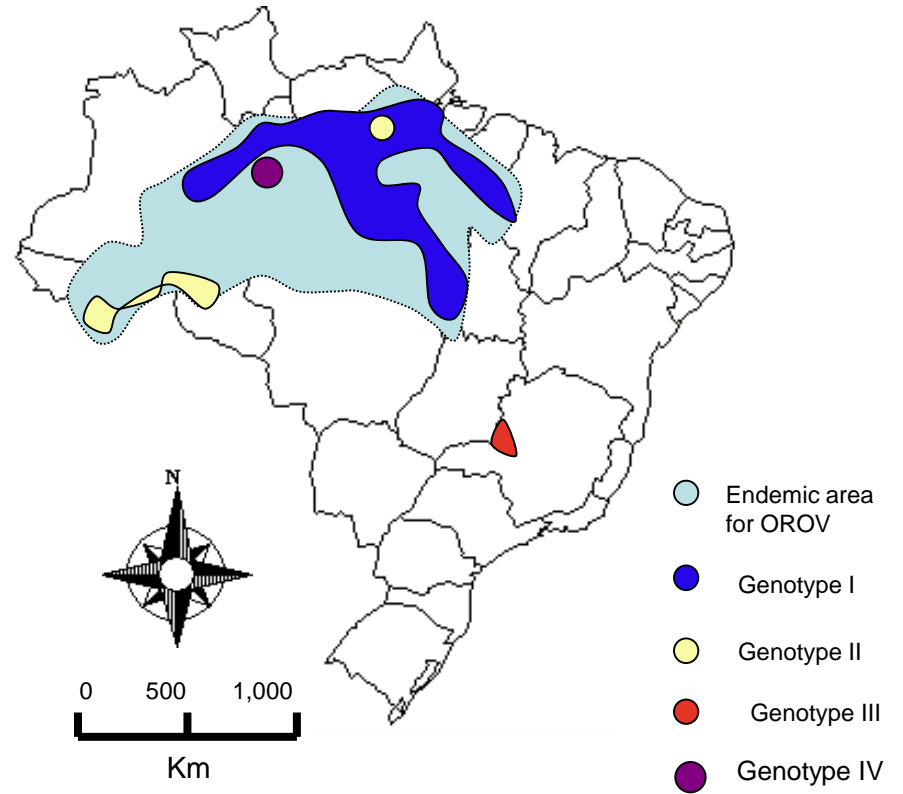 N
Endemic area
for OROV
Genotype I
Genotype II
Genotype III
Genotype IV
0 500 1,000
Km